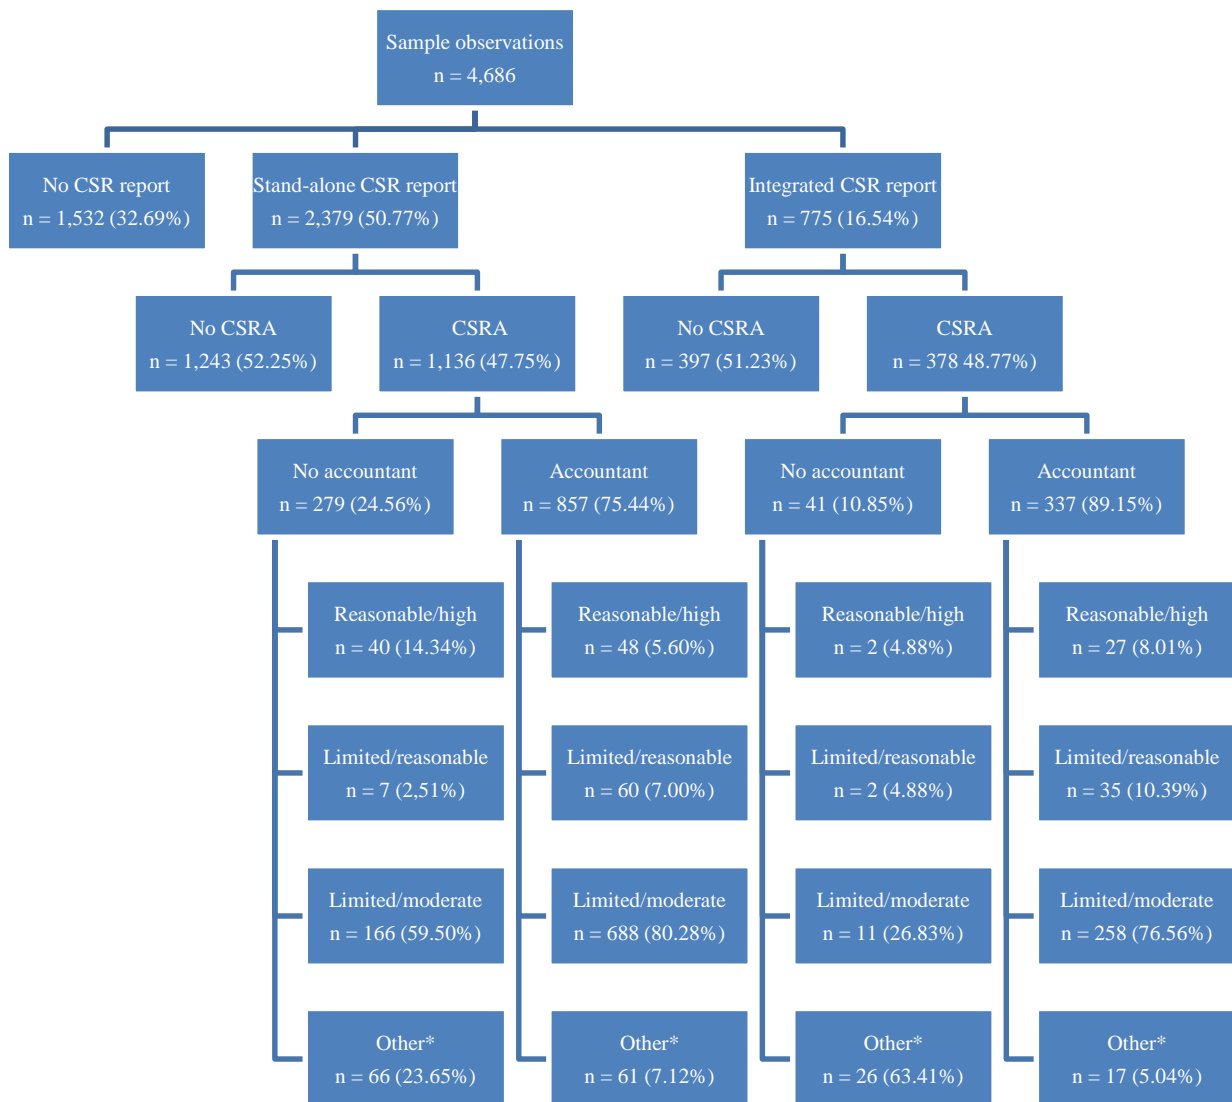 Sample observations
n = 4,686
No CSR report
n = 1,532 (32.69%)
Stand-alone CSR report
n = 2,379 (50.77%)
Integrated CSR report
n = 775 (16.54%)
No CSRA
n = 1,243 (52.25%)
CSRA
n = 1,136 (47.75%)
No CSRA
n = 397 (51.23%)
CSRA
n = 378 48.77%)
No accountant
n = 279 (24.56%)
Accountant
n = 857 (75.44%)
No accountant
n = 41 (10.85%)
Accountant
n = 337 (89.15%)
Reasonable/high
n = 40 (14.34%)
Reasonable/high
n = 48 (5.60%)
Reasonable/high
n = 2 (4.88%)
Reasonable/high
n = 27 (8.01%)
Limited/reasonable
n = 7 (2,51%)
Limited/reasonable
n = 60 (7.00%)
Limited/reasonable
n = 2 (4.88%)
Limited/reasonable
n = 35 (10.39%)
Limited/moderate
n = 166 (59.50%)
Limited/moderate
n = 688 (80.28%)
Limited/moderate
n = 11 (26.83%)
Limited/moderate
n = 258 (76.56%)
Other*
n = 66 (23.65%)
Other*
n = 61 (7.12%)
Other*
n = 26 (63.41%)
Other*
n = 17 (5.04%)